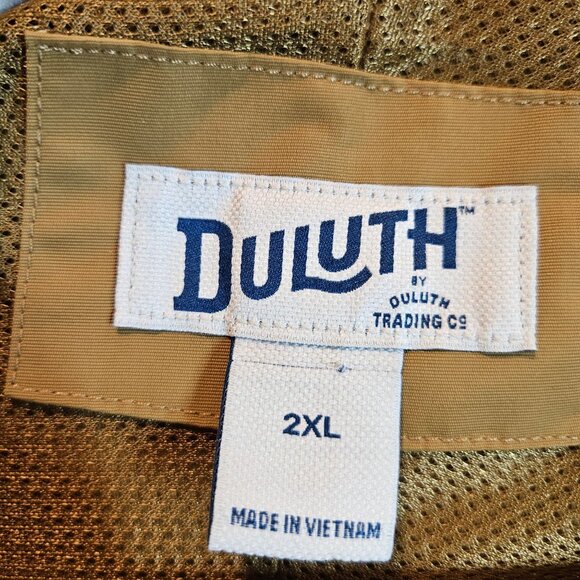 DULUTH™
BY
DULUTH
TRADING Cº
2XL
MADE IN VIETNAM